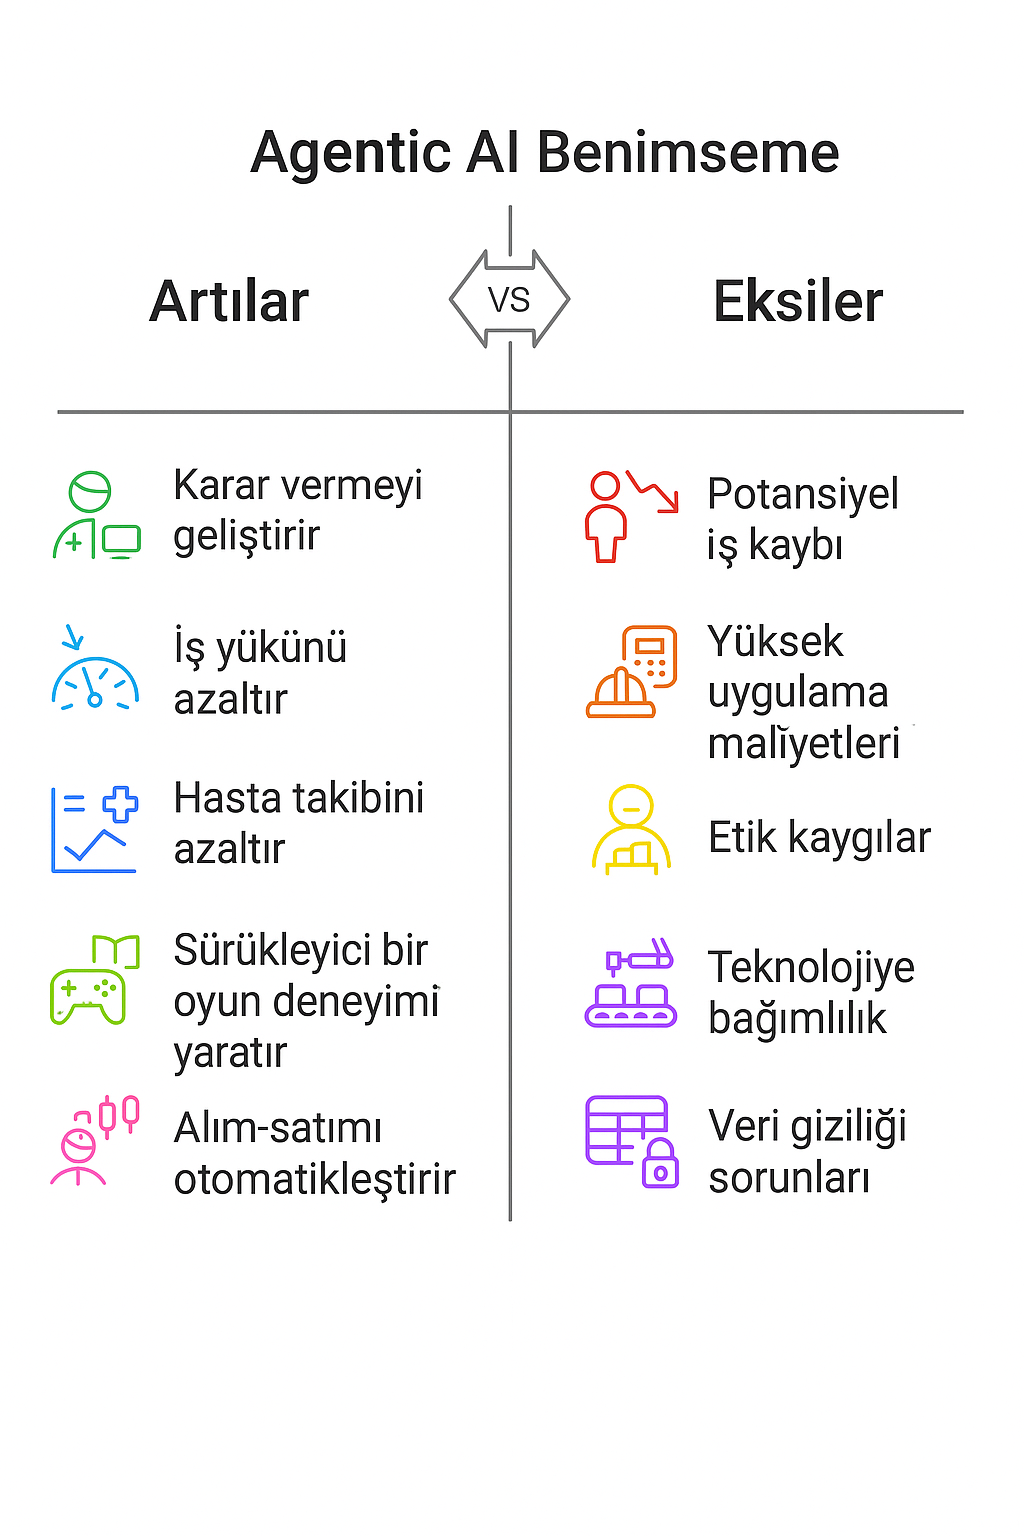 Agentic AI Benimseme
Artılar
VS
Eksiler
Karar vermeyi
geliştirir
İş yükünü
azaltır
Hasta takibini
azaltır
Sürükleyici bir
oyun deneyimi
yaratır
Alım-satımı
otomatikleştirir
Potansiyel
iş kaybı
Yüksek
uygulama
maliyetleri
Etik kaygılar
Teknolojiye
bağımlılık
Veri giziliği
sorunları